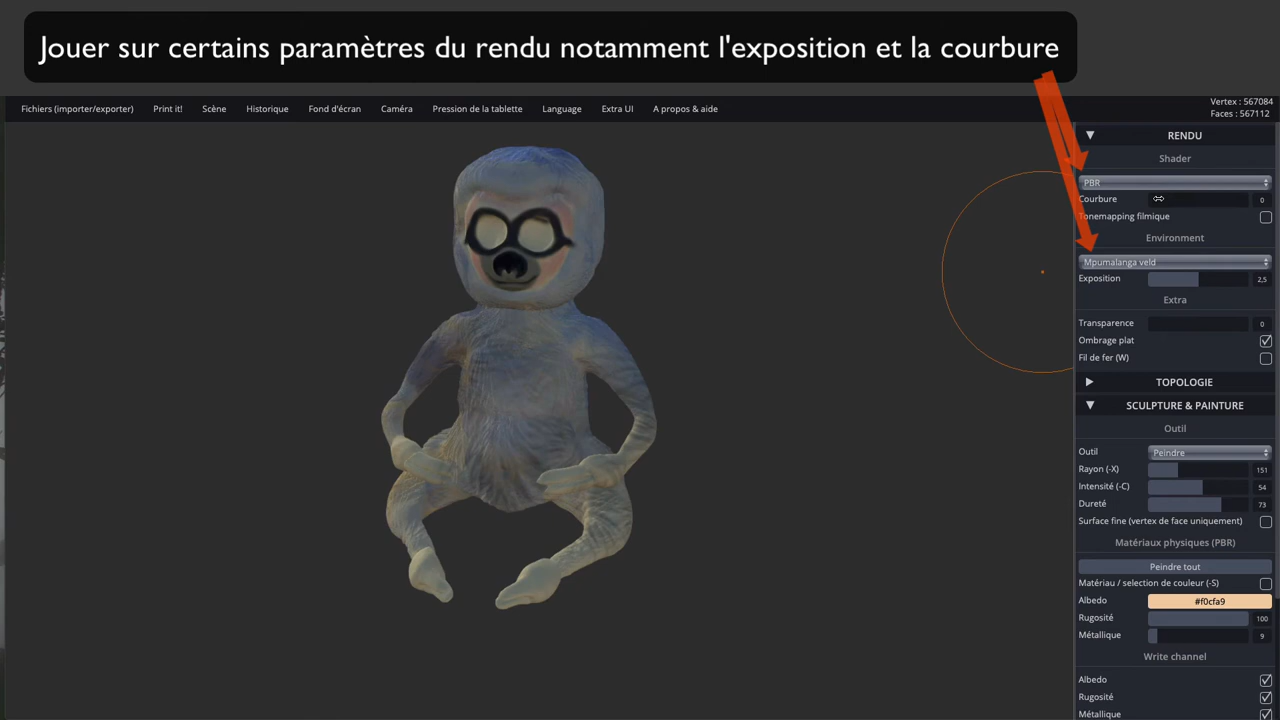 Jouer sur certains paramètres du rendu notamment l'exposition et la courbure
Fichiers (importer/exporter) Print it! Scène Historique Fond d'écran Caméra Pression de la tablette Language Extra UI A propos & aide
Vertex : 567084
Faces : 567112
RENDU
Shader
PBR
Courbure 0
Tonemapping filmique
Environment
Mpumalanga veld
Exposition 2,5
Extra
Transparence 0
Ombrage plat
Fil de fer (W)
TOPOLOGIE
SCULPTURE & PAINTURE
Outil
Outil Peindre
Rayon (-X) 151
Intensité (-C) 54
Dureté 73
Surface fine (vertex de face uniquement)
Matériaux physiques (PBR)
Peindre tout
Matériau / selection de couleur (-S)
Albedo #f0cfa9
Rugosité 100
Métallique 9
Write channel
Albedo
Rugosité
Métallique